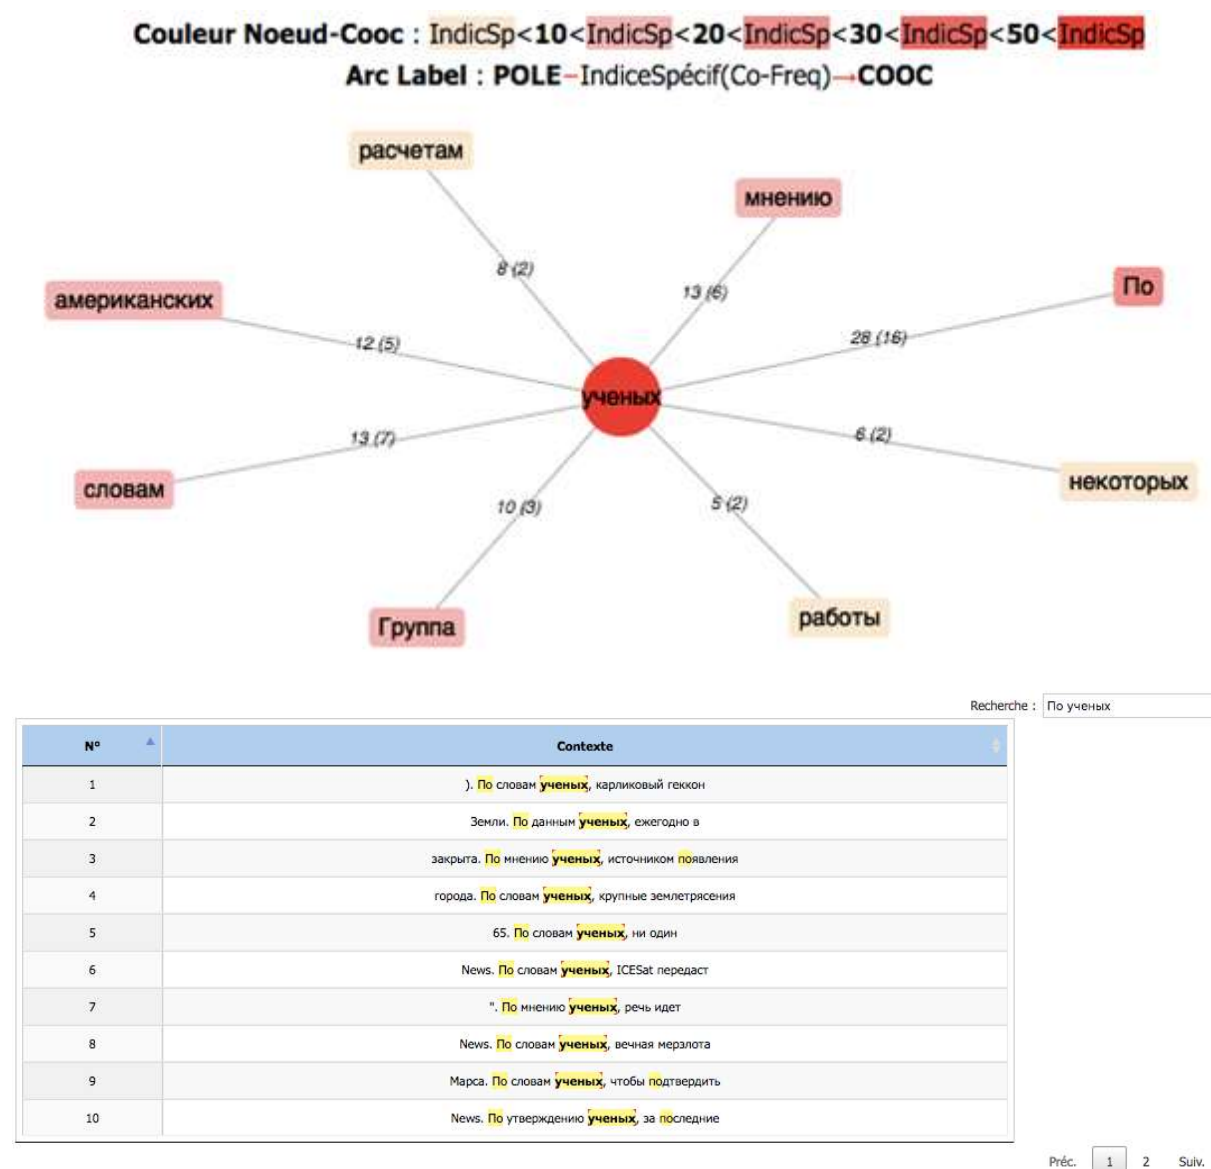 Couleur Noeud-Cooc : IndicSp<10<IndicSp<20<IndicSp<30<IndicSp<50<IndicSp
Arc Label : POLE–IndiceSpécif(Co-Freq)→COOC
расчетам
мнению
8 (2)
13 (6)
По
американских
28 (16)
12 (5)
ученых
13 (7)
6 (2)
некоторых
словам
10 (3)
5 (2)
Группа
работы
Recherche : По ученых
N° Contexte
1 ). По словам ученых, карликовый геккон
2 Земли. По данным ученых, ежегодно в
3 закрыта. По мнению ученых, источником появления
4 города. По словам ученых, крупные землетрясения
5 65. По словам ученых, ни один
6 News. По словам ученых, ICESat передаст
7 ". По мнению ученых, речь идет
8 News. По словам ученых, вечная мерзлота
9 Марса. По словам ученых, чтобы подтвердить
10 News. По утверждению ученых, за последние
Préc. 1 2 Suiv.